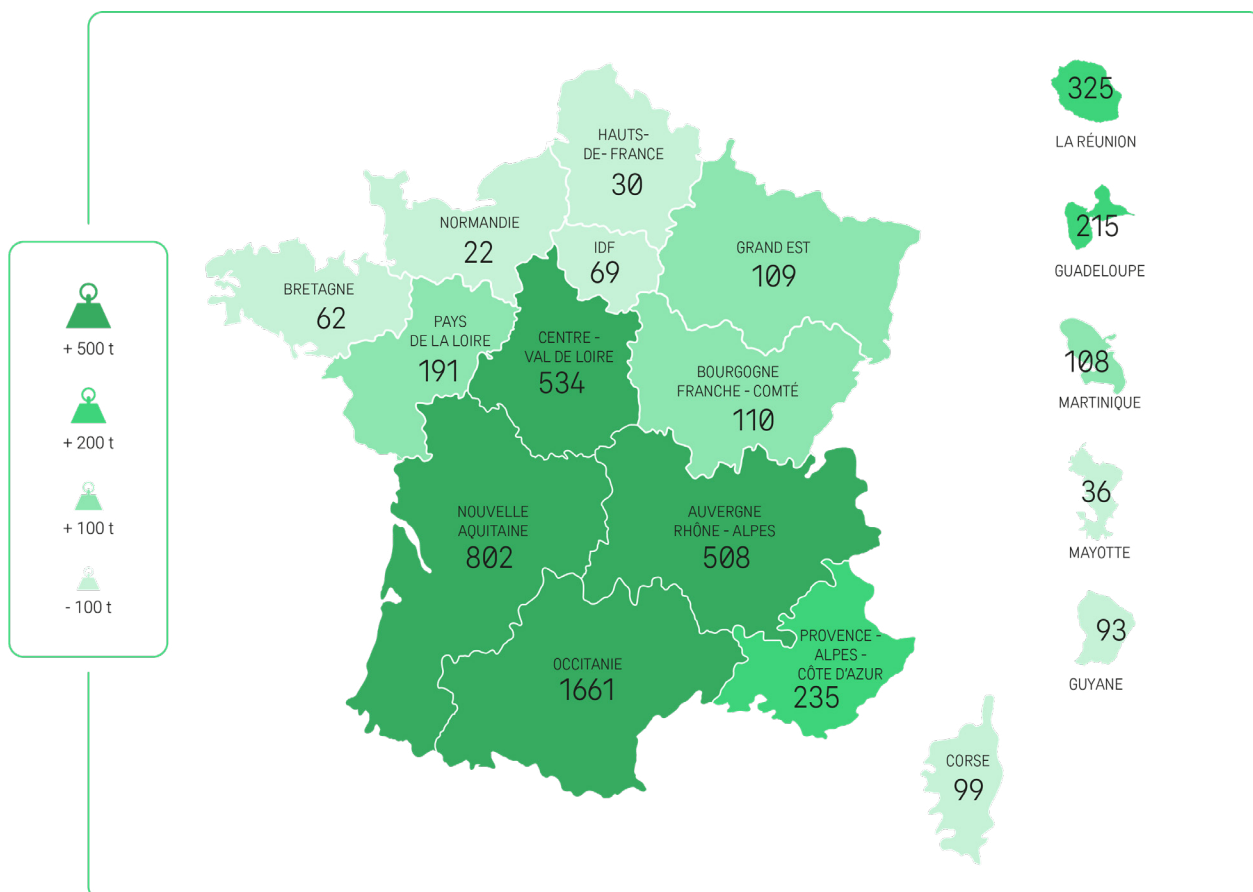 + 500 t
+ 200 t
+ 100 t
- 100 t
HAUTS-
DE- FRANCE
30
NORMANDIE
22
IDF
69
GRAND EST
109
BRETAGNE
62
PAYS
DE LA LOIRE
191
CENTRE -
VAL DE LOIRE
534
BOURGOGNE
FRANCHE - COMTÉ
110
NOUVELLE
AQUITAINE
802
AUVERGNE
RHÔNE - ALPES
508
OCCITANIE
1661
PROVENCE -
ALPES -
CÔTE D'AZUR
235
CORSE
99
325
LA RÉUNION
215
GUADELOUPE
108
MARTINIQUE
36
MAYOTTE
93
GUYANE